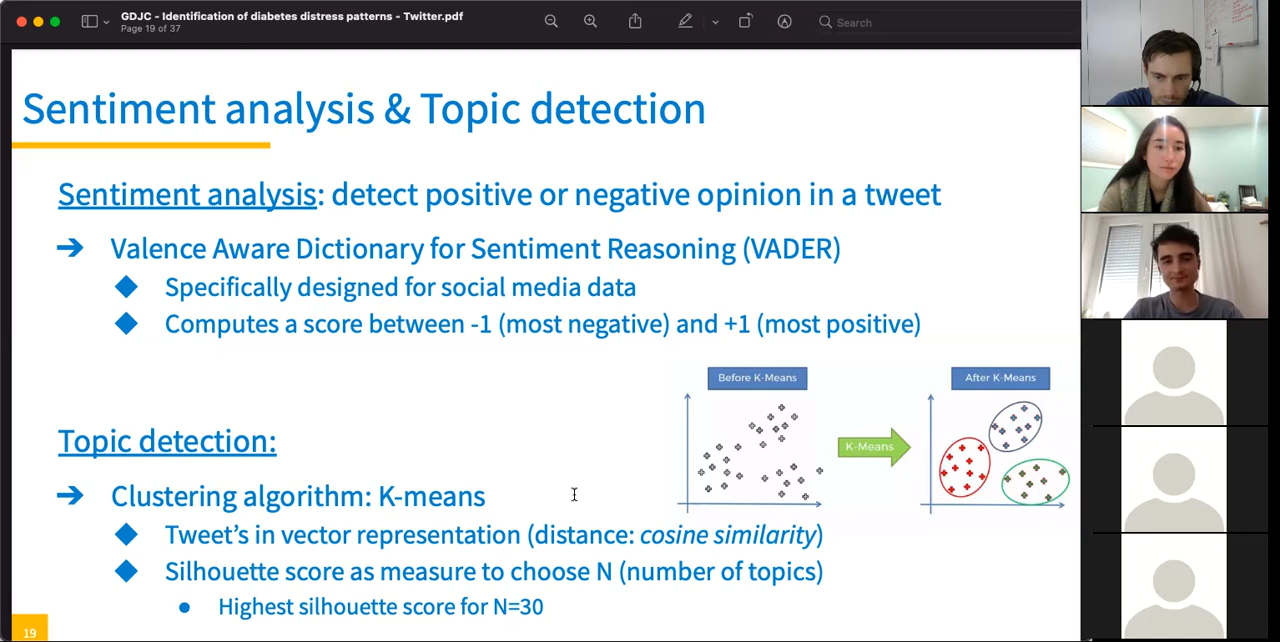 GDJC - Identification of diabetes distress patterns - Twitter.pdf
Page 19 of 37
Search
Sentiment analysis & Topic detection
Sentiment analysis: detect positive or negative opinion in a tweet
➔ Valence Aware Dictionary for Sentiment Reasoning (VADER)
◆ Specifically designed for social media data
◆ Computes a score between -1 (most negative) and +1 (most positive)
Before K-Means
K-Means
After K-Means
Topic detection:
➔ Clustering algorithm: K-means
◆ Tweet's in vector representation (distance: cosine similarity)
◆ Silhouette score as measure to choose N (number of topics)
● Highest silhouette score for N=30
19